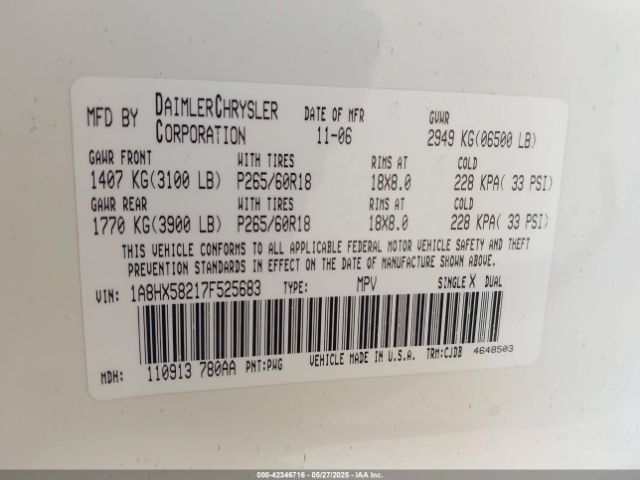 MFD BY DAIMLERCHRYSLER CORPORATION DATE OF MFR 11-06 GVWR 2949 KG(06500 LB)
GAWR FRONT WITH TIRES RIMS AT COLD
1407 KG(3100 LB) P265/60R18 18X8.0 228 KPA( 33 PSI)
GAWR REAR WITH TIRES RIMS AT COLD
1770 KG(3900 LB) P265/60R18 18X8.0 228 KPA( 33 PSI)
THIS VEHICLE CONFORMS TO ALL APPLICABLE FEDERAL MOTOR VEHICLE SAFETY AND THEFT
PREVENTION STANDARDS IN EFFECT ON THE DATE OF MANUFACTURE SHOWN ABOVE.
VIN: 1A8HX58217F525683 TYPE: MPV SINGLE X DUAL
MDH: 110913 780AA PNT:PWG VEHICLE MADE IN U.S.A. TRM:CJDB 4648503
000-42346716 - 05/27/2025 - IAA Inc.